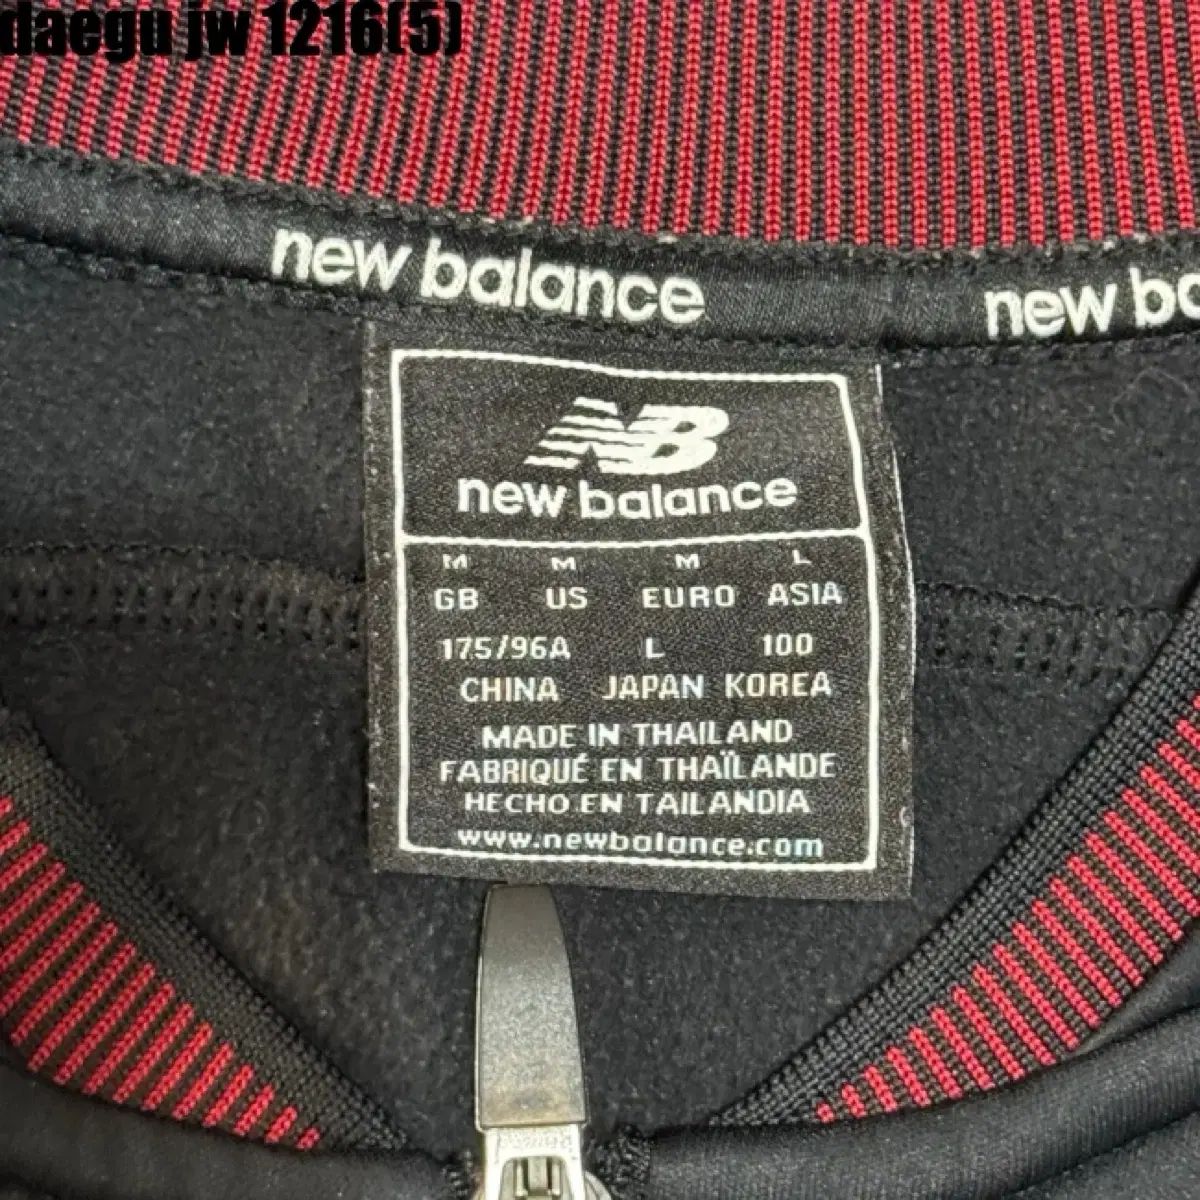 daegu jw 1216(5)
new balance new ba
NB
new balance
M M M L
GB US EURO ASIA
175/96A L 100
CHINA JAPAN KOREA
MADE IN THAILAND
FABRIQUÉ EN THAÏLANDE
HECHO EN TAILANDIA
www.newbalance.com